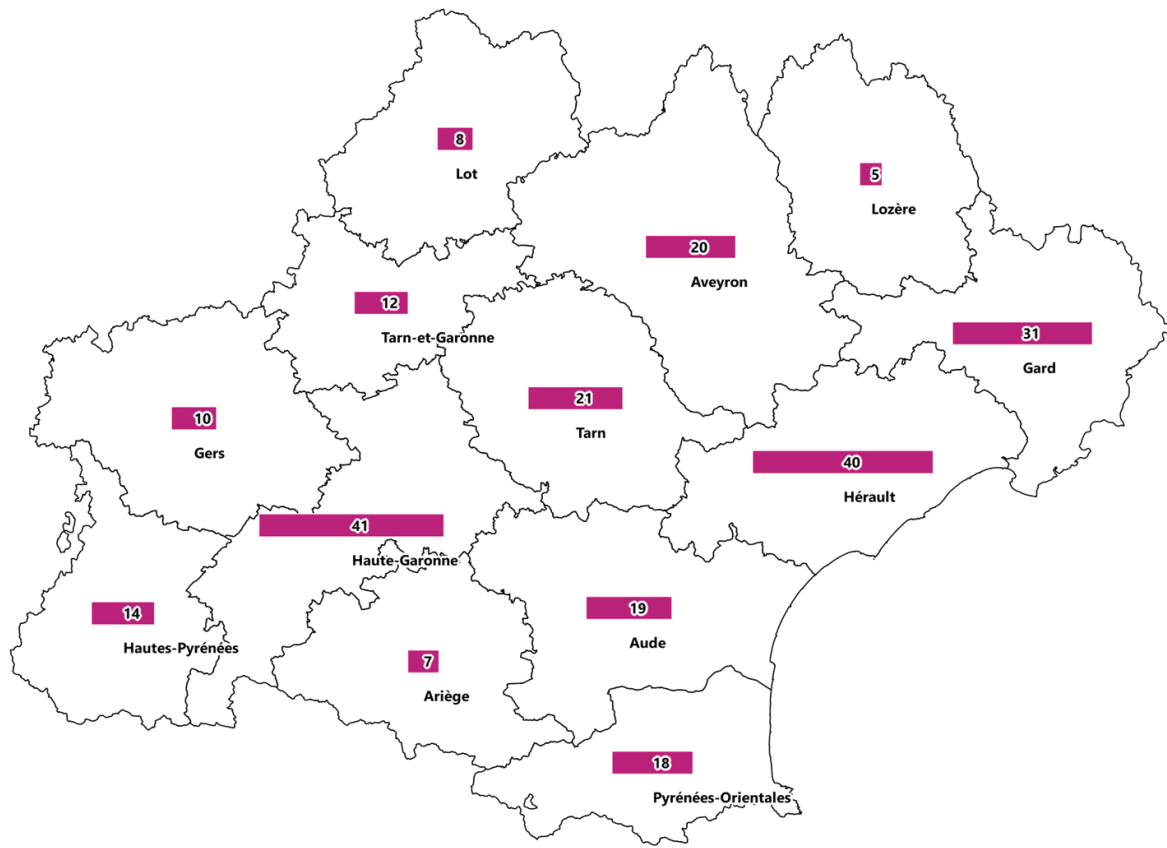 8
Lot
5
Lozère
20
Aveyron
12
Tarn-et-Garonne
31
Gard
21
Tarn
10
Gers
40
Hérault
41
Haute-Garonne
14
Hautes-Pyrénées
19
Aude
7
Ariège
18
Pyrénées-Orientales